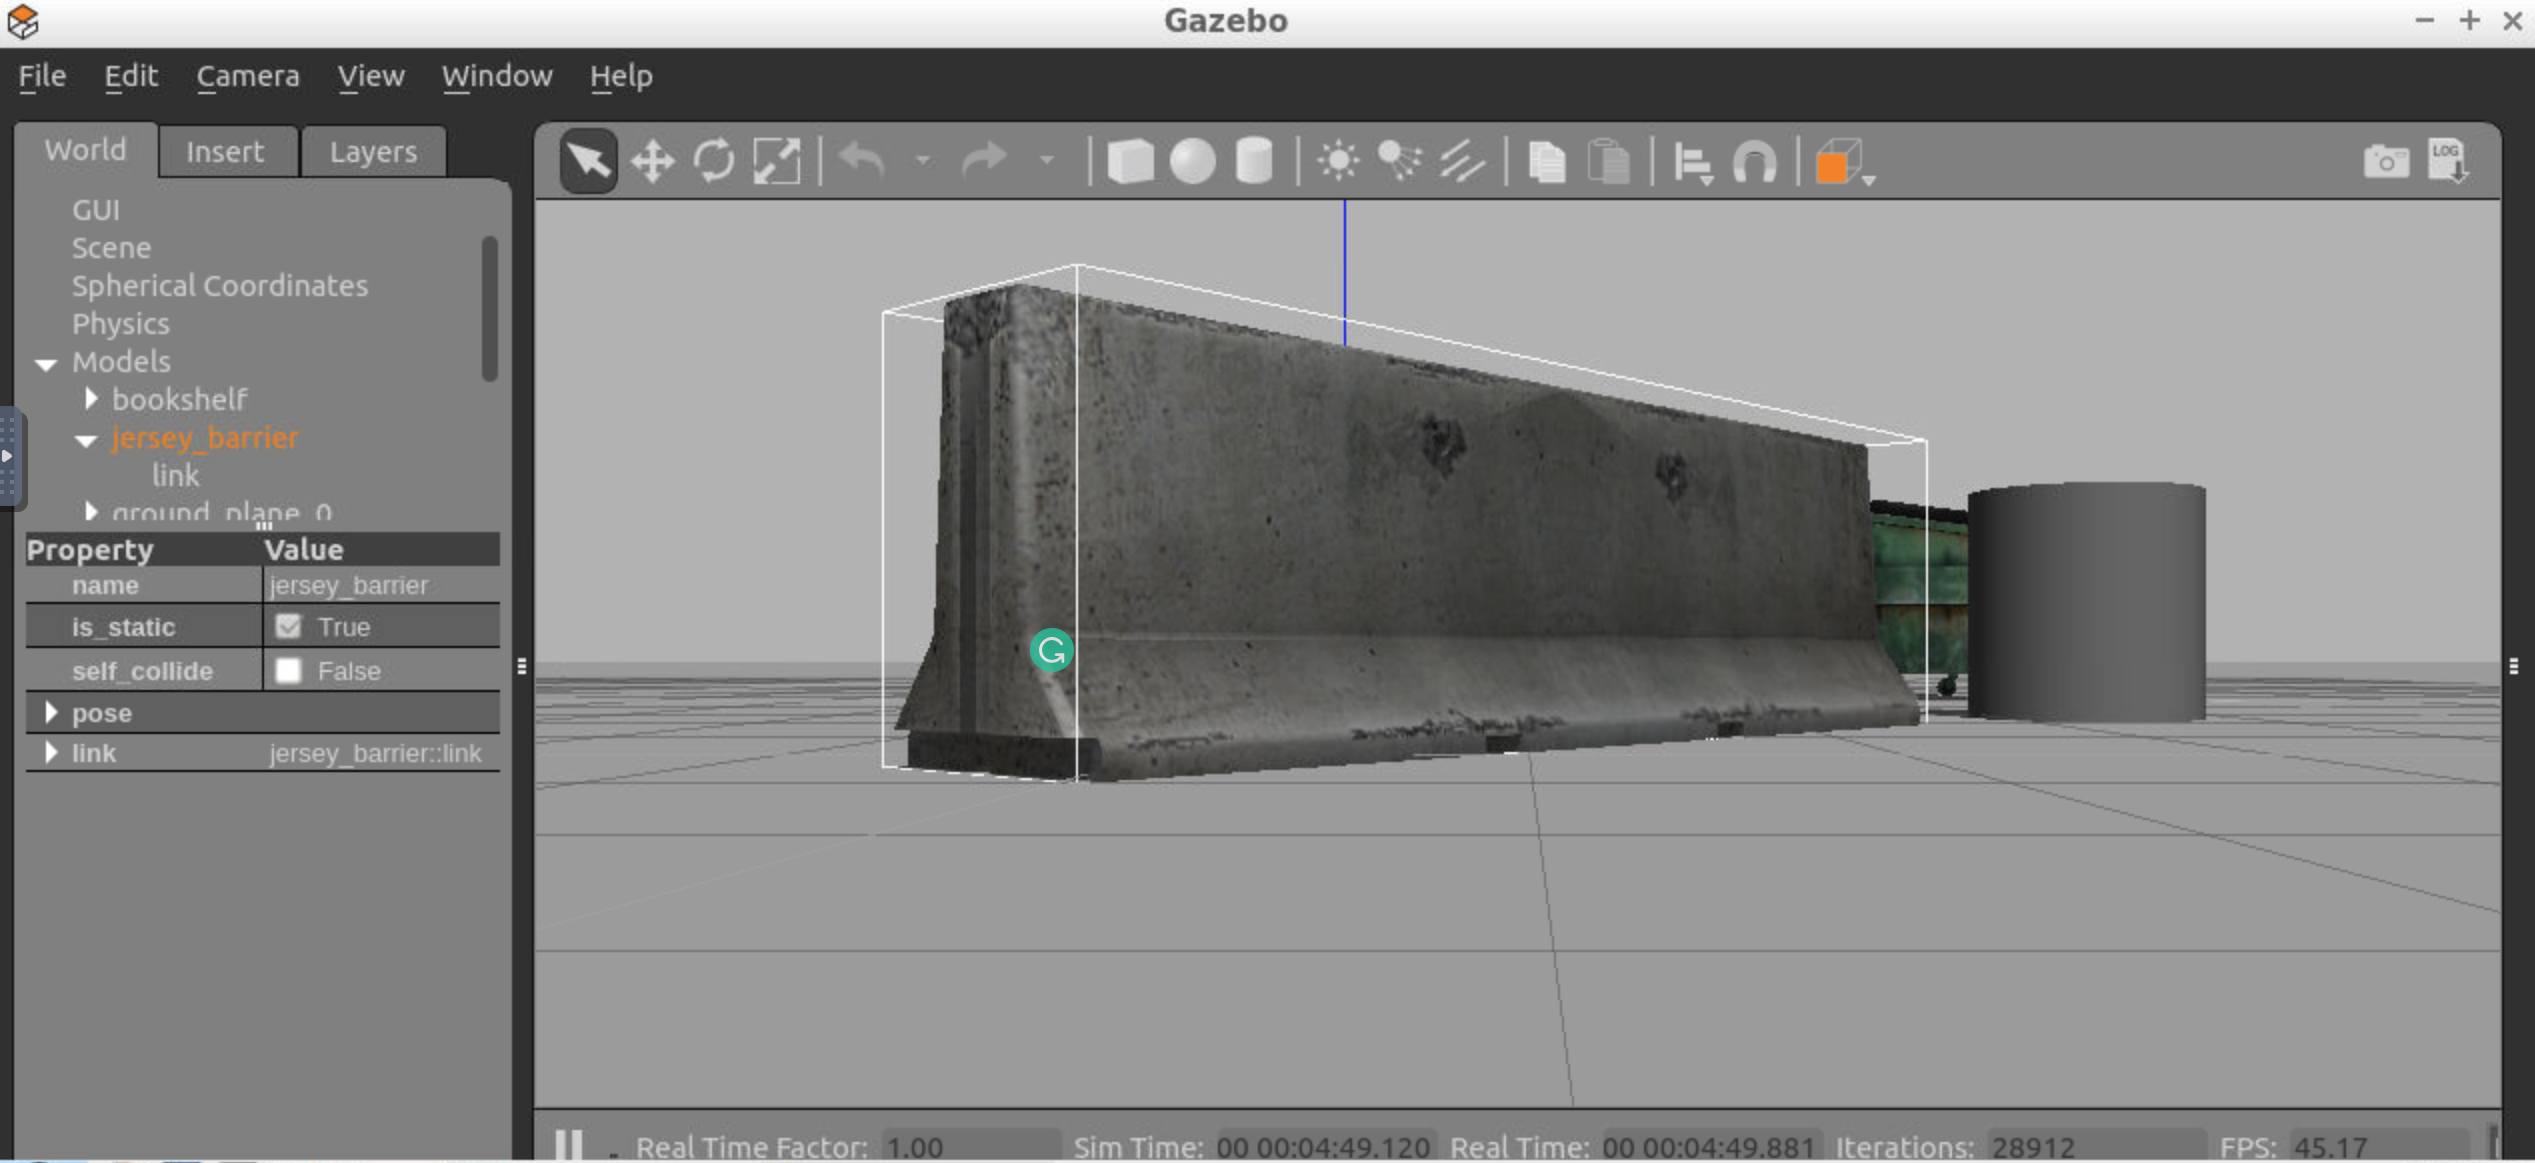 Gazebo
File Edit Camera View Window Help
World Insert Layers
LOG
GUI
Scene
Spherical Coordinates
Physics
Models
bookshelf
jersey_barrier
link
ground_plane_0
Property Value
name jersey_barrier
is_static True
self_collide False
pose
link jersey_barrier::link
Real Time Factor: 1.00 Sim Time: 00 00:04:49.120 Real Time: 00 00:04:49.881 Iterations: 28912 FPS: 45.17